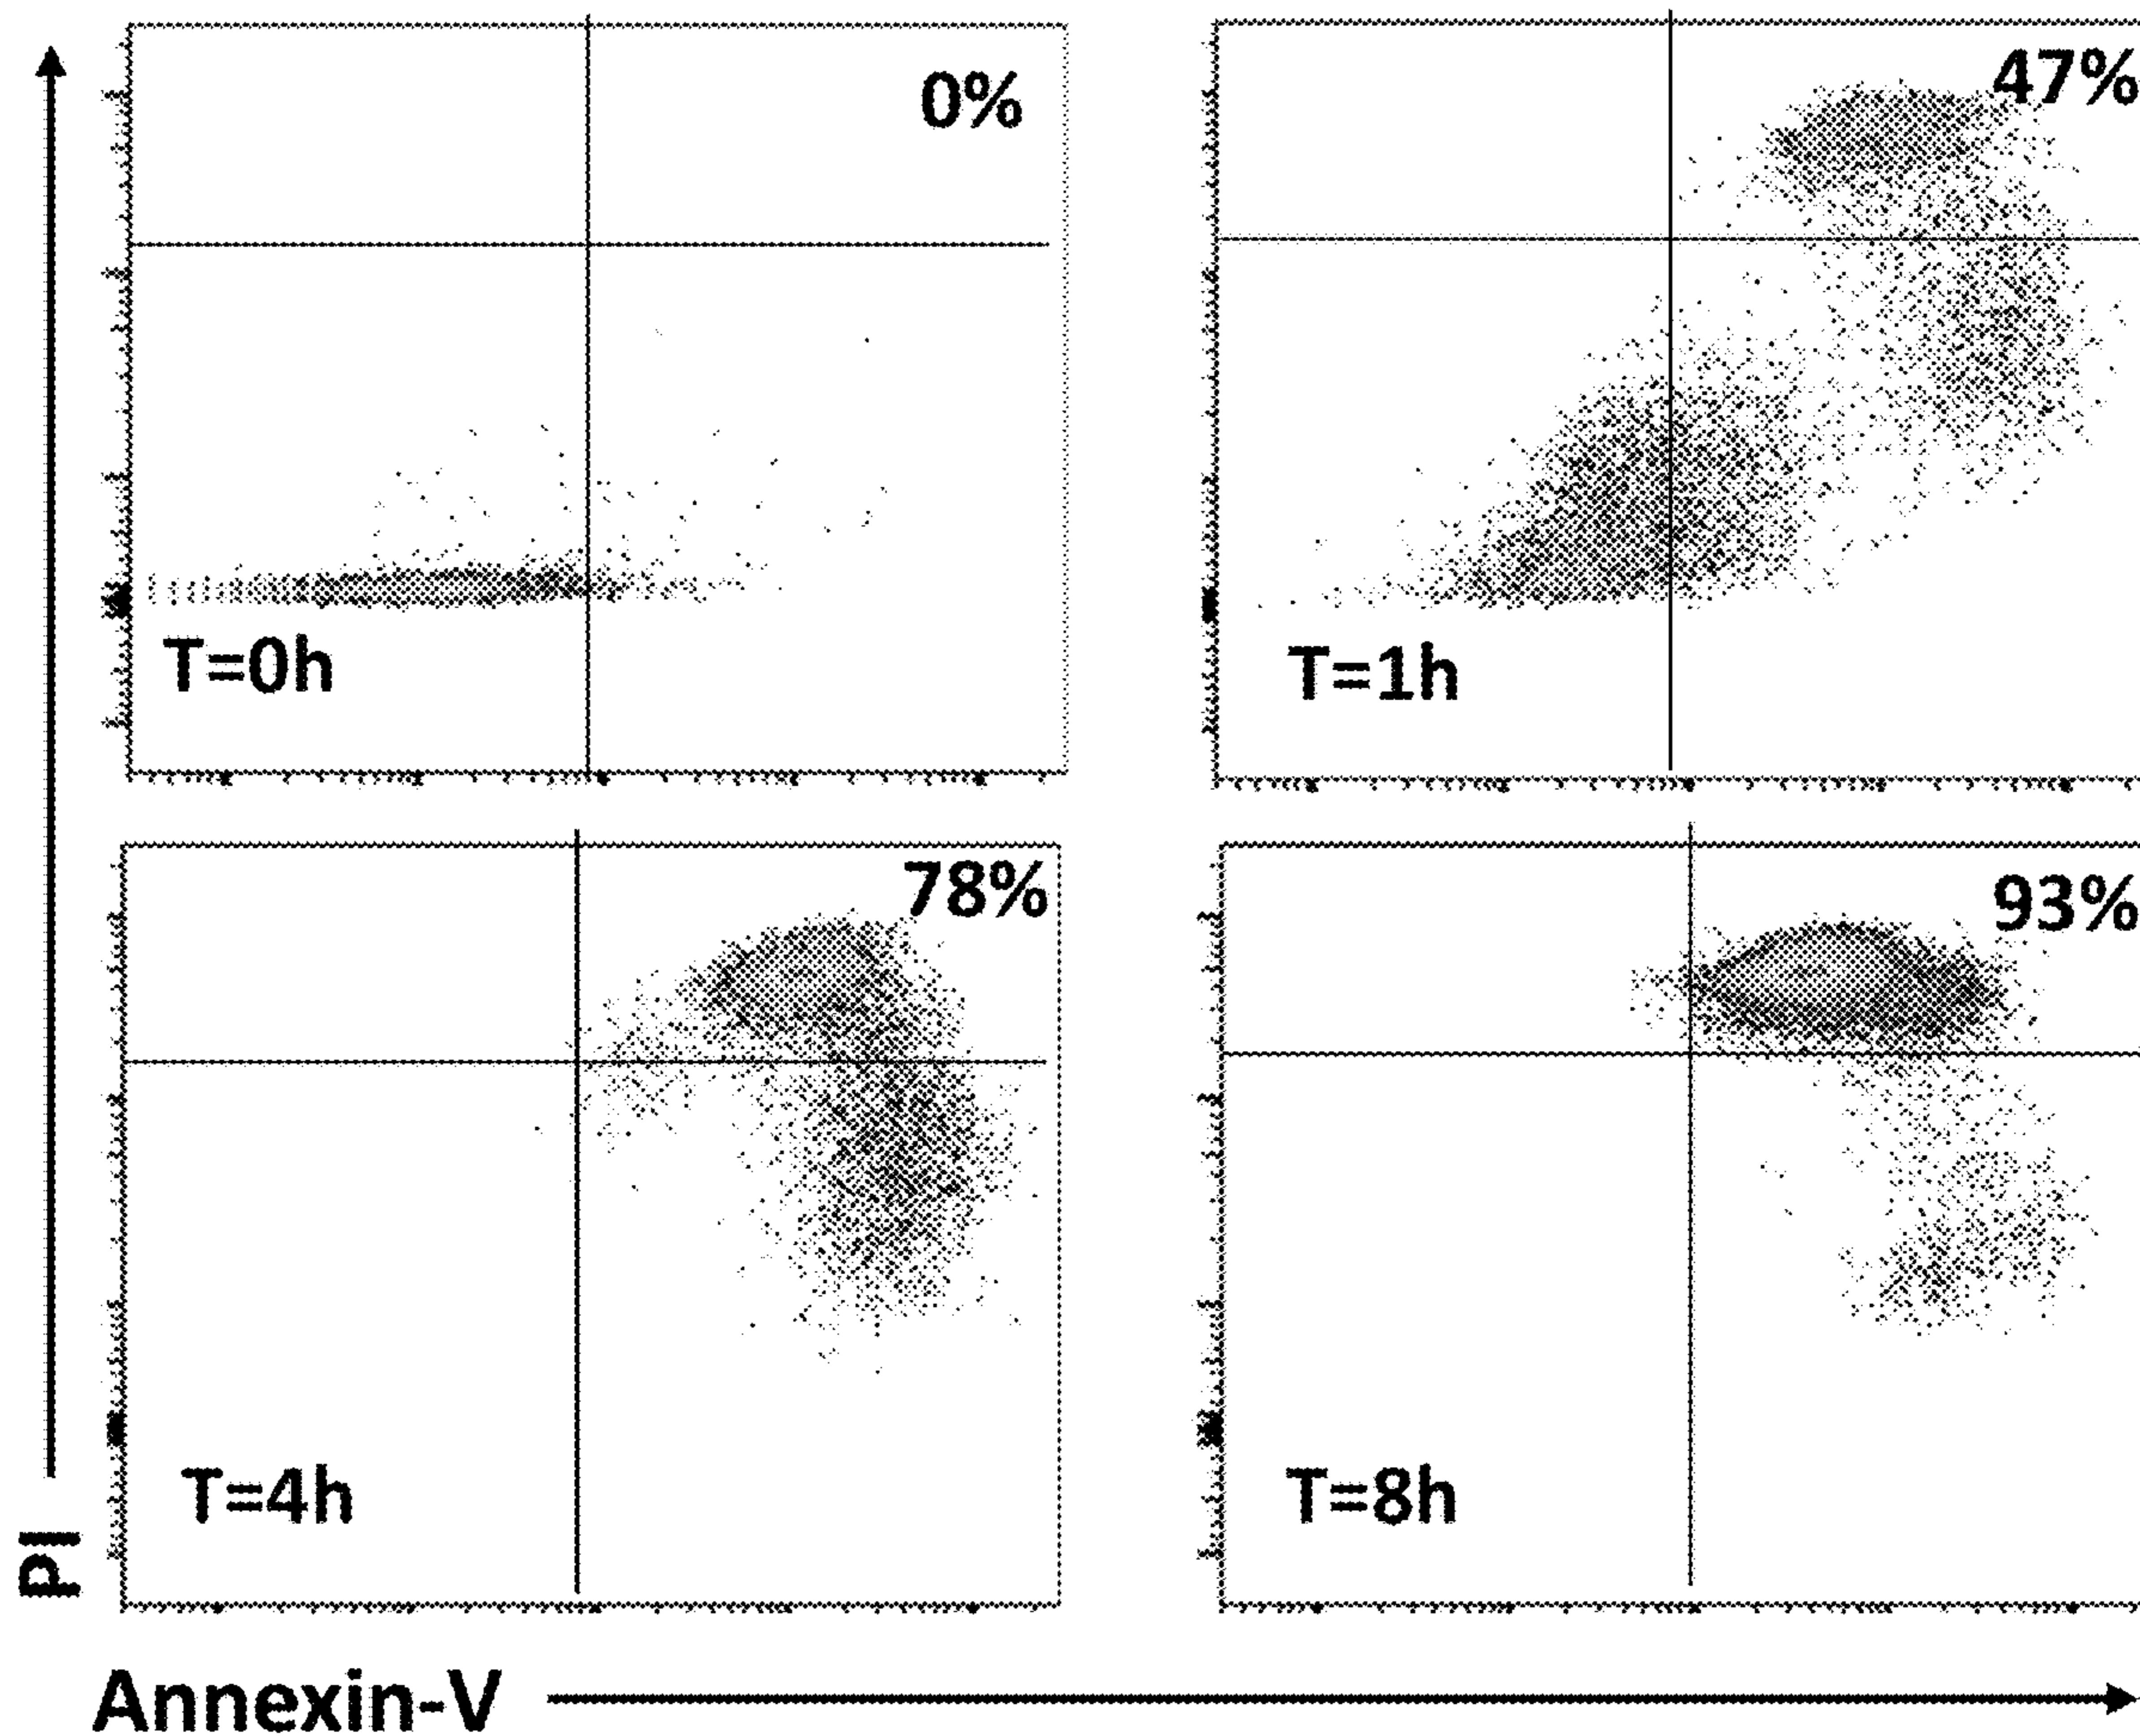 0%
T=0h
47%
T=1h
78%
T=4h
93%
T=8h
PI
Annexin-V